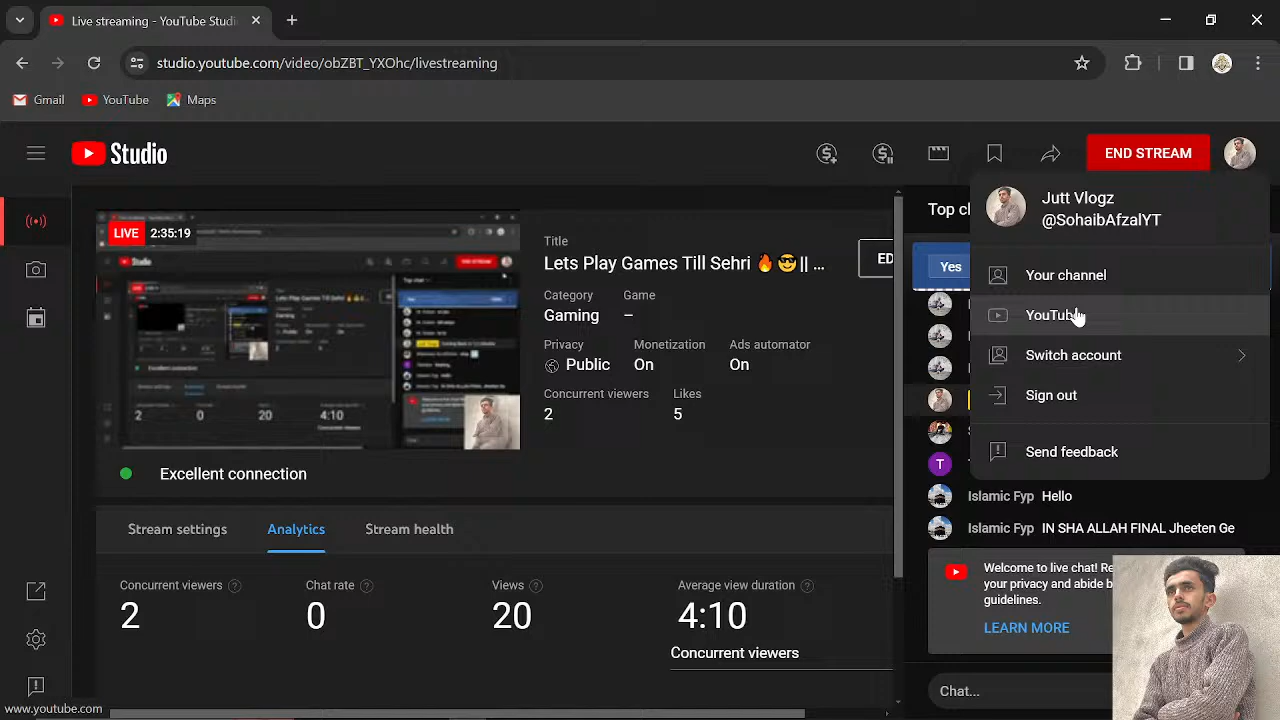 Live streaming - YouTube Studi
studio.youtube.com/video/obZBT_YXOhc/livestreaming
Gmail
YouTube
Maps
Studio
END STREAM
Jutt Vlogz
@SohaibAfzalYT
Your channel
YouTube
Switch account
Sign out
Send feedback
LIVE 2:35:19
Title
Lets Play Games Till Sehri 🔥😎|| ...
ED
Category
Game
Gaming
–
Privacy
Monetization
Ads automator
Public
On
On
Concurrent viewers
Likes
2
5
Excellent connection
Stream settings
Analytics
Stream health
Concurrent viewers
Chat rate
Views
Average view duration
2
0
20
4:10
Concurrent viewers
Top c
Yes
T
Islamic Fyp Hello
Islamic Fyp IN SHA ALLAH FINAL Jheeten Ge
Welcome to live chat! Re
your privacy and abide b
guidelines.
LEARN MORE
Chat...
www.youtube.com